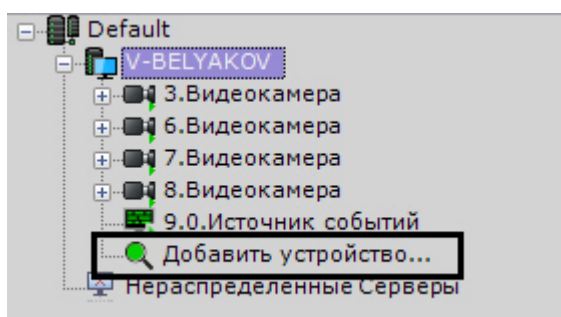 Default
V-BELYAKOV
3.Видеокамера
6.Видеокамера
7.Видеокамера
8.Видеокамера
9.0.Источник событий
Добавить устройство...
Нераспределенные Серверы